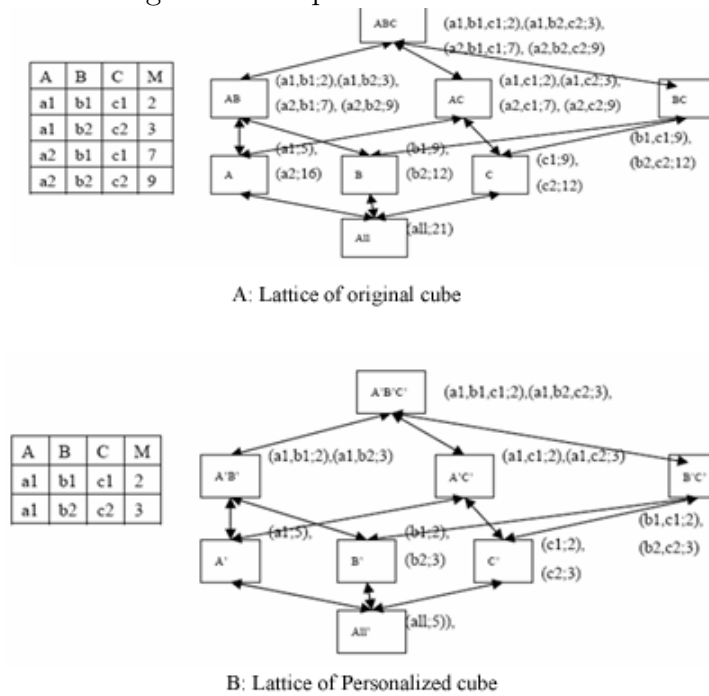 ABC
(a1,b1,c1;2),(a1,b2,c2;3),
(a2,b1,c1;7), (a2,b2,c2;9)
A B C M
a1 b1 c1 2
a1 b2 c2 3
a2 b1 c1 7
a2 b2 c2 9
AB
(a1,b1;2),(a1,b2;3),
(a2,b1;7), (a2,b2;9)
AC
(a1,c1;2),(a1,c2;3),
(a2,c1;7), (a2,c2;9)
BC
(b1,c1;9),
(b2,c2;12)
A
(a1;5),
(a2;16)
B
(b1;9),
(b2;12)
C
(c1;9),
(c2;12)
All
(all;21)
A: Lattice of original cube
A'B'C'
(a1,b1,c1;2),(a1,b2,c2;3),
A B C M
a1 b1 c1 2
a1 b2 c2 3
A'B'
(a1,b1;2),(a1,b2;3)
A'C'
(a1,c1;2),(a1,c2;3)
B'C'
(b1,c1;2),
(b2,c2;3)
A'
(a1;5),
B'
(b1;2),
(b2;3)
C'
(c1;2),
(c2;3)
All'
(all;5)),
B: Lattice of Personalized cube